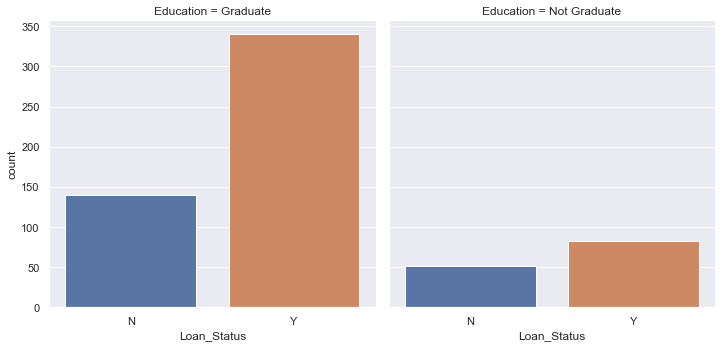 Education = Graduate
Education = Not Graduate
350
300
250
200
150
100
50
0
count
N
Y
N
Y
Loan_Status
Loan_Status